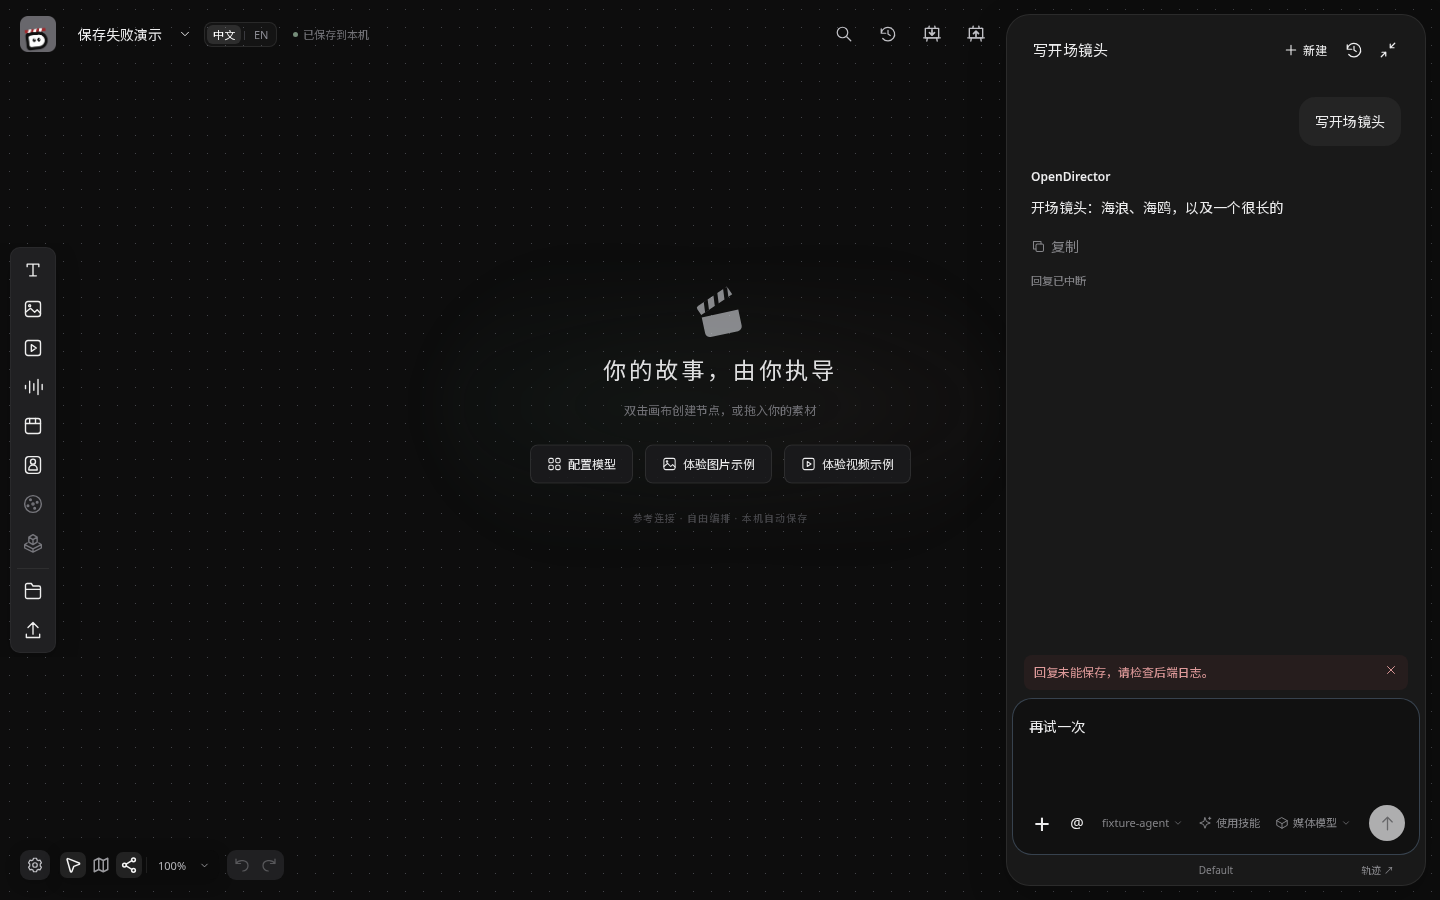 保存失败演示
中文 EN
已保存到本机
写开场镜头
新建
写开场镜头
OpenDirector
开场镜头：海浪、海鸥，以及一个很长的
复制
回复已中断
你的故事，由你执导
双击画布创建节点，或拖入你的素材
配置模型 体验图片示例 体验视频示例
参考连接 · 自由编排 · 本机自动保存
回复未能保存，请检查后端日志。
再试一次
@ fixture-agent 使用技能 媒体模型
100%
Default 轨迹 ↗